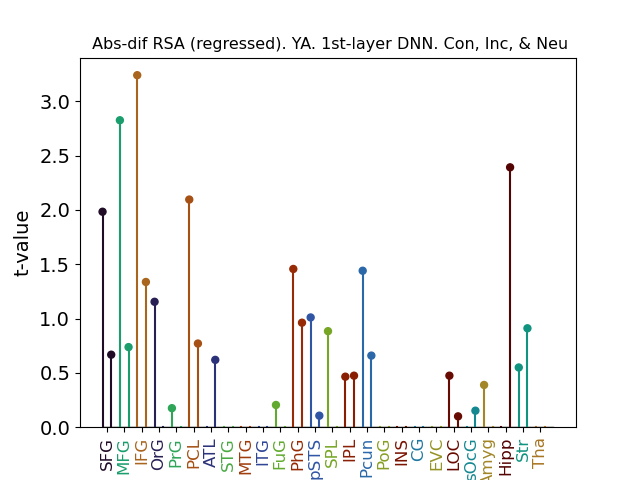 Abs-dif RSA (regressed). YA. 1st-layer DNN. Con, Inc, & Neu
t-value
3.0
2.5
2.0
1.5
1.0
0.5
0.0
SFG
MFG
IFG
OrG
PrG
PCL
ATL
STG
MTG
ITG
FuG
PhG
pSTS
SPL
IPL
Pcun
PoG
INS
CG
EVC
LOC
sOcG
Amyg
Hipp
Str
Tha